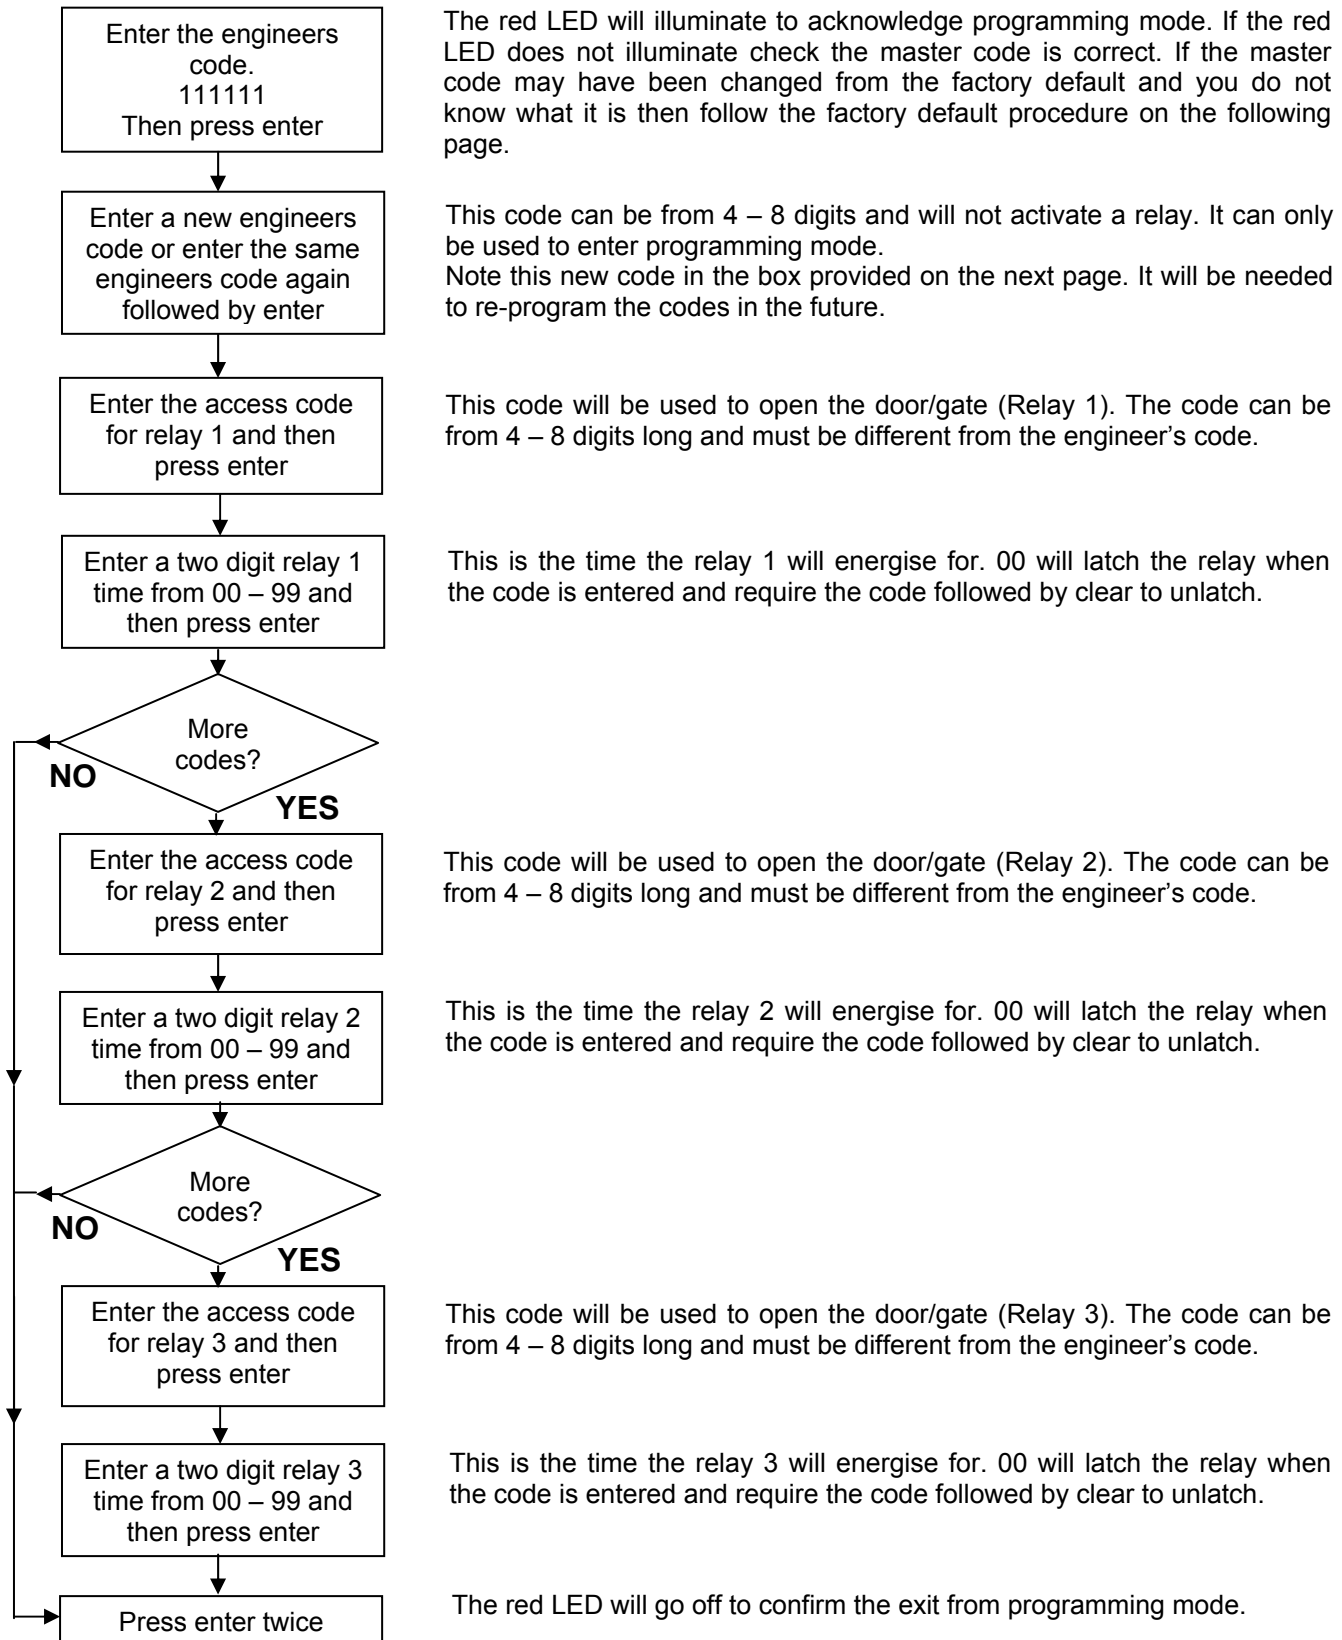 Enter the engineers
code.
111111
Then press enter
The red LED will illuminate to acknowledge programming mode. If the red
LED does not illuminate check the master code is correct. If the master
code may have been changed from the factory default and you do not
know what it is then follow the factory default procedure on the following
page.
Enter a new engineers
code or enter the same
engineers code again
followed by enter
This code can be from 4 – 8 digits and will not activate a relay. It can only
be used to enter programming mode.
Note this new code in the box provided on the next page. It will be needed
to re-program the codes in the future.
Enter the access code
for relay 1 and then
press enter
This code will be used to open the door/gate (Relay 1). The code can be
from 4 – 8 digits long and must be different from the engineer’s code.
Enter a two digit relay 1
time from 00 – 99 and
then press enter
This is the time the relay 1 will energise for. 00 will latch the relay when
the code is entered and require the code followed by clear to unlatch.
More
codes?
NO
YES
Enter the access code
for relay 2 and then
press enter
This code will be used to open the door/gate (Relay 2). The code can be
from 4 – 8 digits long and must be different from the engineer’s code.
Enter a two digit relay 2
time from 00 – 99 and
then press enter
This is the time the relay 2 will energise for. 00 will latch the relay when
the code is entered and require the code followed by clear to unlatch.
More
codes?
NO
YES
Enter the access code
for relay 3 and then
press enter
This code will be used to open the door/gate (Relay 3). The code can be
from 4 – 8 digits long and must be different from the engineer’s code.
Enter a two digit relay 3
time from 00 – 99 and
then press enter
This is the time the relay 3 will energise for. 00 will latch the relay when
the code is entered and require the code followed by clear to unlatch.
Press enter twice
The red LED will go off to confirm the exit from programming mode.